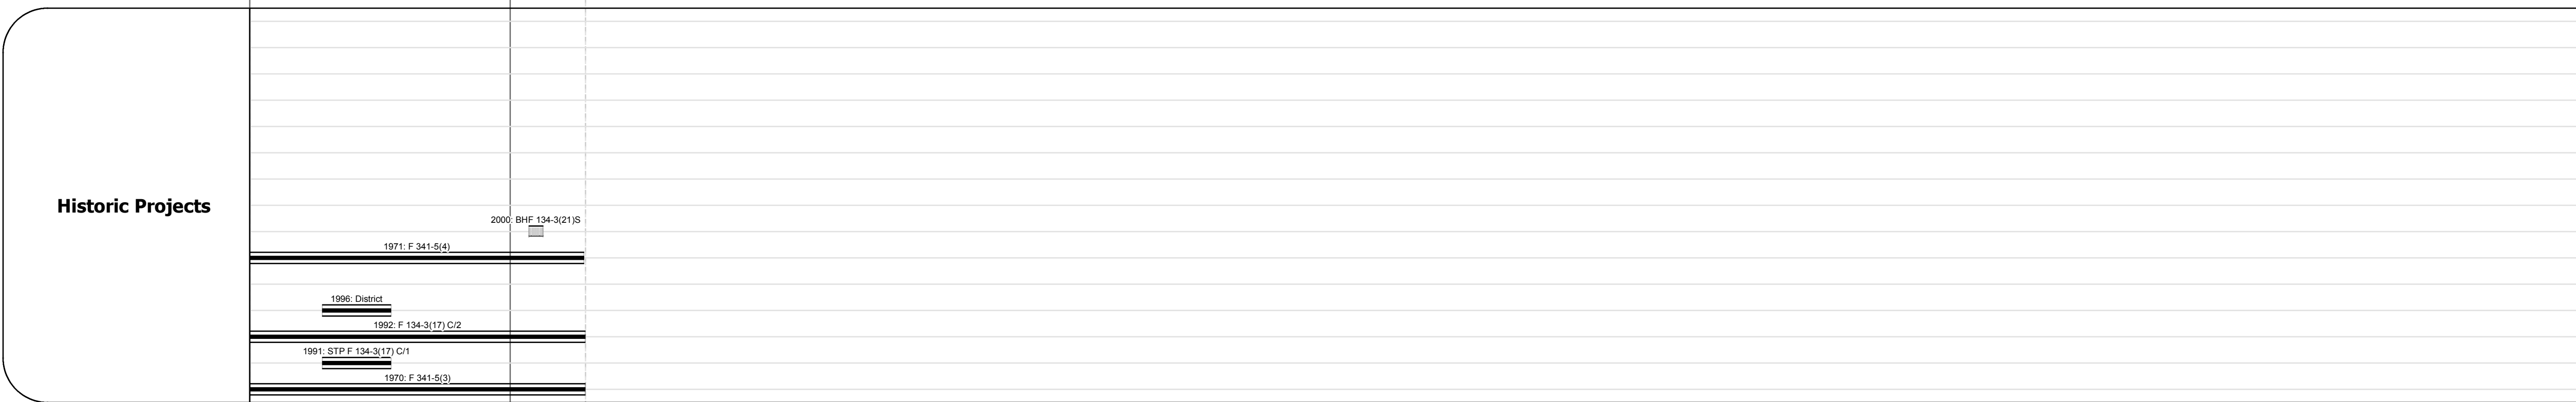 Historic Projects
2000: BHF 134-3(21)S
1971: F 341-5(4)
1996: District
1992: F 134-3(17) C/2
1991: STP F 134-3(17) C/1
1970: F 341-5(3)